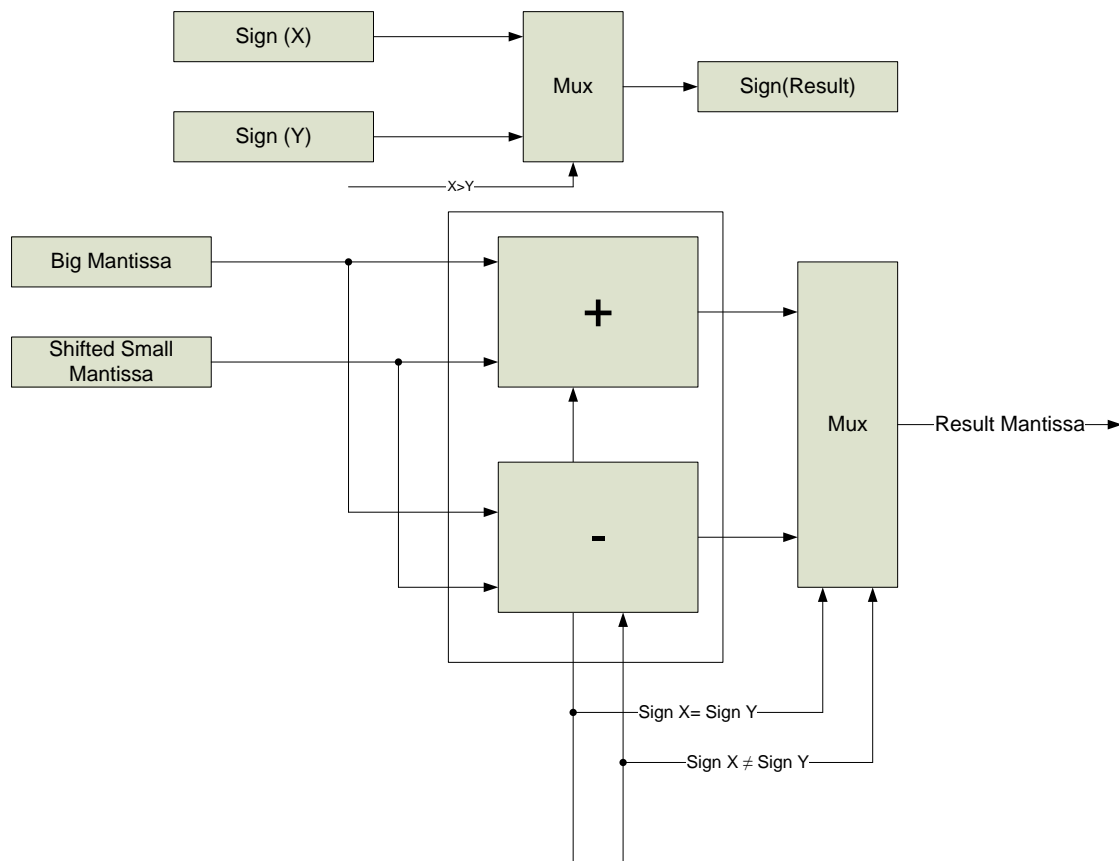 Sign (X)
Mux
Sign(Result)
Sign (Y)
X>Y
Big Mantissa
+
Shifted Small
Mantissa
Mux
Result Mantissa
-
Sign X= Sign Y
Sign X ≠ Sign Y